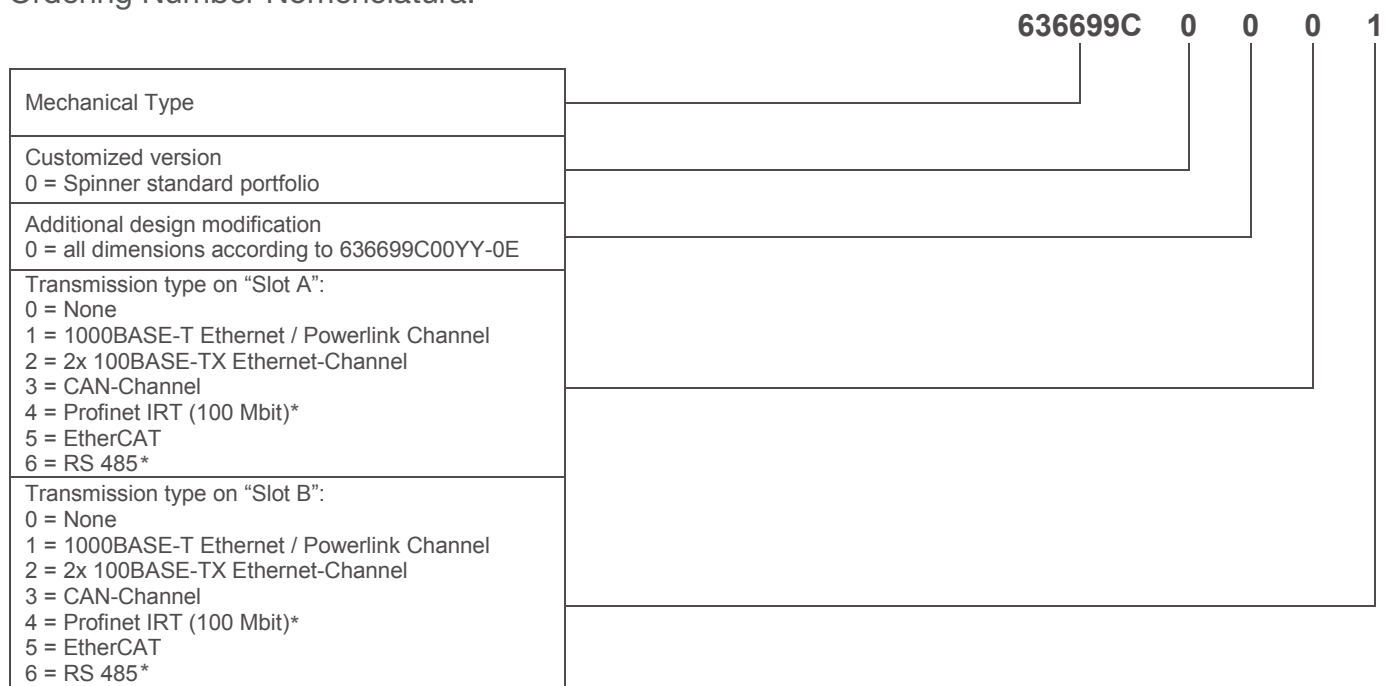 Ordering Number Nomenclatura:
636699C 0 0 0 1
Mechanical Type
Customized version
0 = Spinner standard portfolio
Additional design modification
0 = all dimensions according to 636699C00YY-0E
Transmission type on “Slot A”:
0 = None
1 = 1000BASE-T Ethernet / Powerlink Channel
2 = 2x 100BASE-TX Ethernet-Channel
3 = CAN-Channel
4 = Profinet IRT (100 Mbit)*
5 = EtherCAT
6 = RS 485*
Transmission type on “Slot B”:
0 = None
1 = 1000BASE-T Ethernet / Powerlink Channel
2 = 2x 100BASE-TX Ethernet-Channel
3 = CAN-Channel
4 = Profinet IRT (100 Mbit)*
5 = EtherCAT
6 = RS 485*